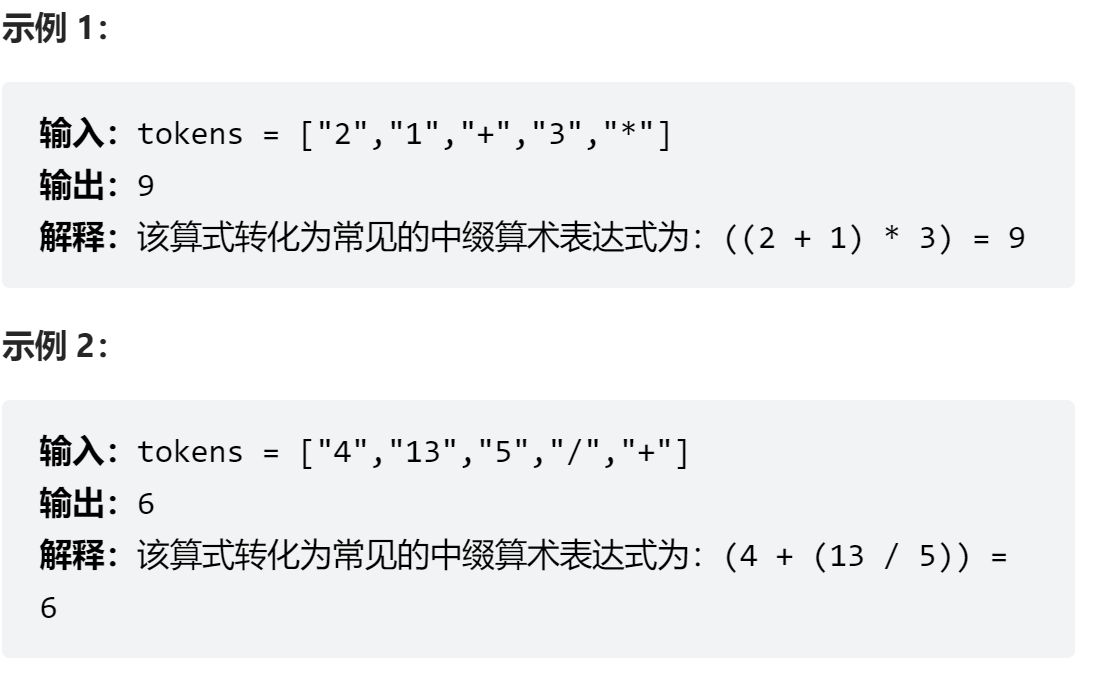 示例 1：
输入：tokens = ["2","1","+","3","*"]
输出：9
解释：该算式转化为常见的中缀算术表达式为：((2 + 1) * 3) = 9
示例 2：
输入：tokens = ["4","13","5","/","+"]
输出：6
解释：该算式转化为常见的中缀算术表达式为：(4 + (13 / 5)) =
6